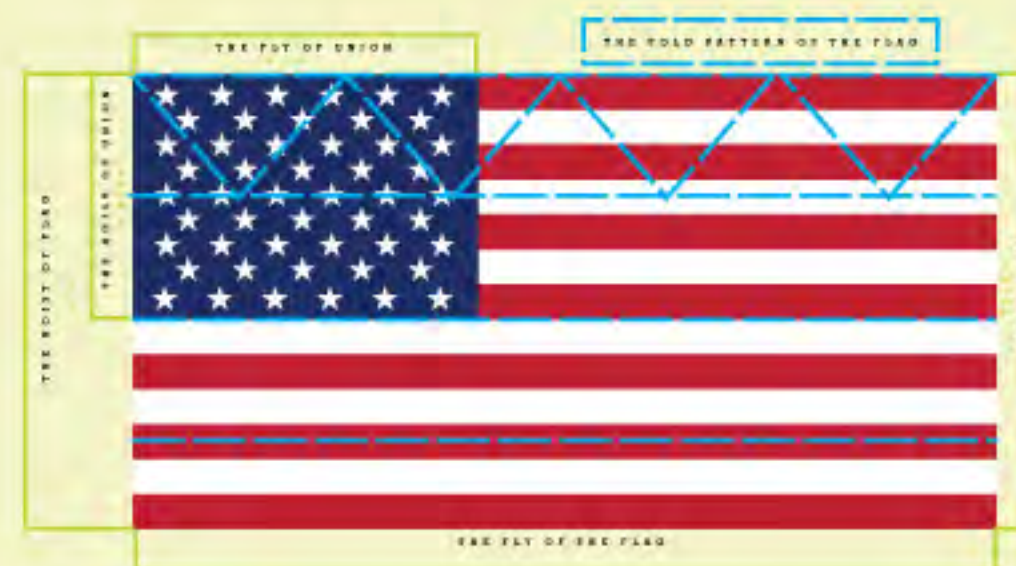 THE FLY OF UNION
THE FOLD PATTERN OF THE FLAG
THE HOIST OF UNION
THE HOIST OF FLAG
THE FLY OF THE FLAG